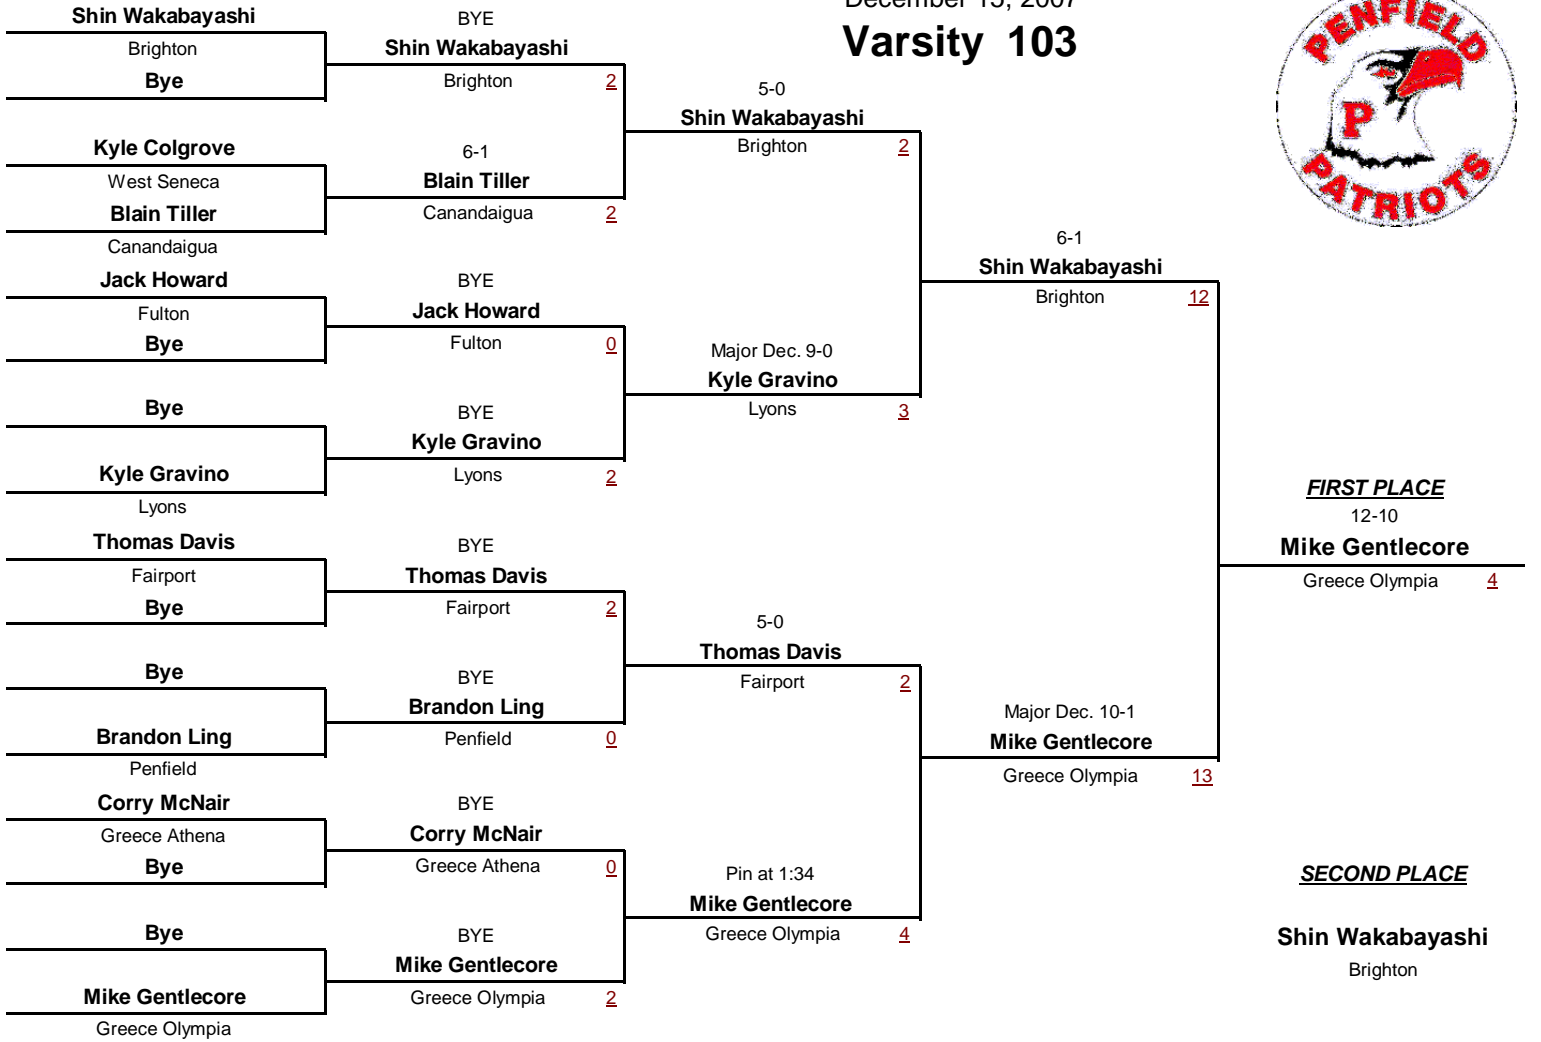 December 15, 2007
Varsity 103
PENFIELD
P
PATRIOTS
Shin Wakabayashi
Brighton
Bye
Kyle Colgrove
West Seneca
Blain Tiller
Canandaigua
Jack Howard
Fulton
Bye
Bye
Kyle Gravino
Lyons
Thomas Davis
Fairport
Bye
Bye
Brandon Ling
Penfield
Corry McNair
Greece Athena
Bye
Bye
Mike Gentlecore
Greece Olympia
BYE
Shin Wakabayashi
Brighton 2
6-1
Blain Tiller
Canandaigua 2
BYE
Jack Howard
Fulton 0
BYE
Kyle Gravino
Lyons 2
BYE
Thomas Davis
Fairport 2
BYE
Brandon Ling
Penfield 0
BYE
Corry McNair
Greece Athena 0
BYE
Mike Gentlecore
Greece Olympia 2
5-0
Shin Wakabayashi
Brighton 2
Major Dec. 9-0
Kyle Gravino
Lyons 3
5-0
Thomas Davis
Fairport 2
Pin at 1:34
Mike Gentlecore
Greece Olympia 4
6-1
Shin Wakabayashi
Brighton 12
Major Dec. 10-1
Mike Gentlecore
Greece Olympia 13
FIRST PLACE
12-10
Mike Gentlecore
Greece Olympia 4
SECOND PLACE
Shin Wakabayashi
Brighton